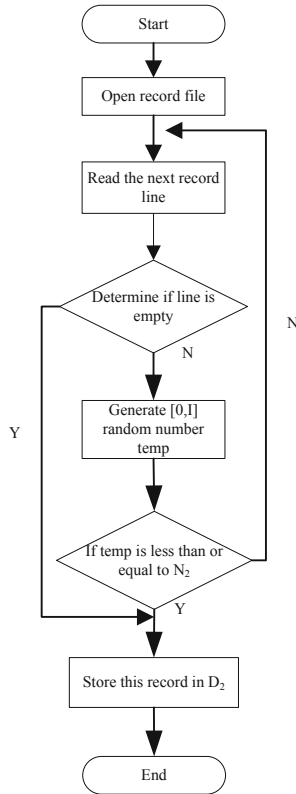 Start
Open record file
Read the next record
line
Determine if line is
empty
N
N
Generate [0,I]
random number
temp
Y
If temp is less than or
equal to N₂
Y
Store this record in D₂
End